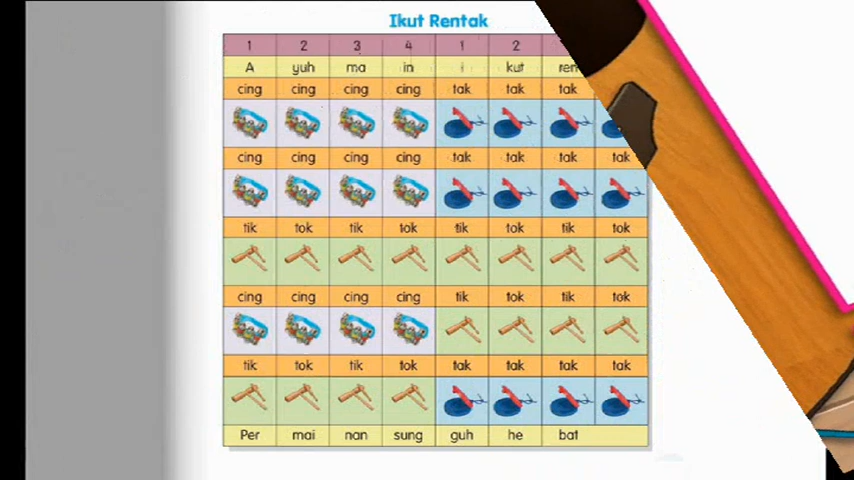 Ikut Rentak
1 2 3 4 1 2
A yuh ma in i kut ren
cing cing cing cing tak tak tak
cing cing cing cing tak tak tak tak
tik tok tik tok tik tok tik tok
cing cing cing cing tik tok tik tok
tik tok tik tok tak tak tak tak
Per mai nan sung guh he bat